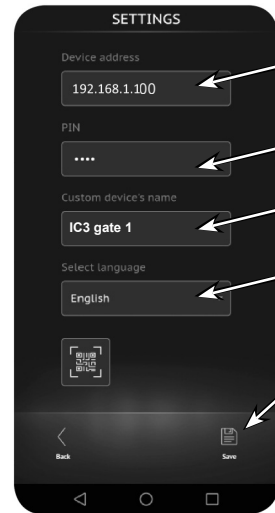 SETTINGS
Device address
192.168.1.100
PIN
••••
Custom device's name
IC3 gate 1
Select language
English
Back
Save